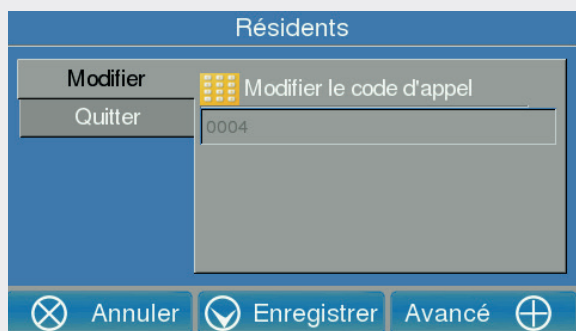 Résidents
Modifier
Quitter
Modifier le code d'appel
0004
Annuler
Enregistrer
Avancé